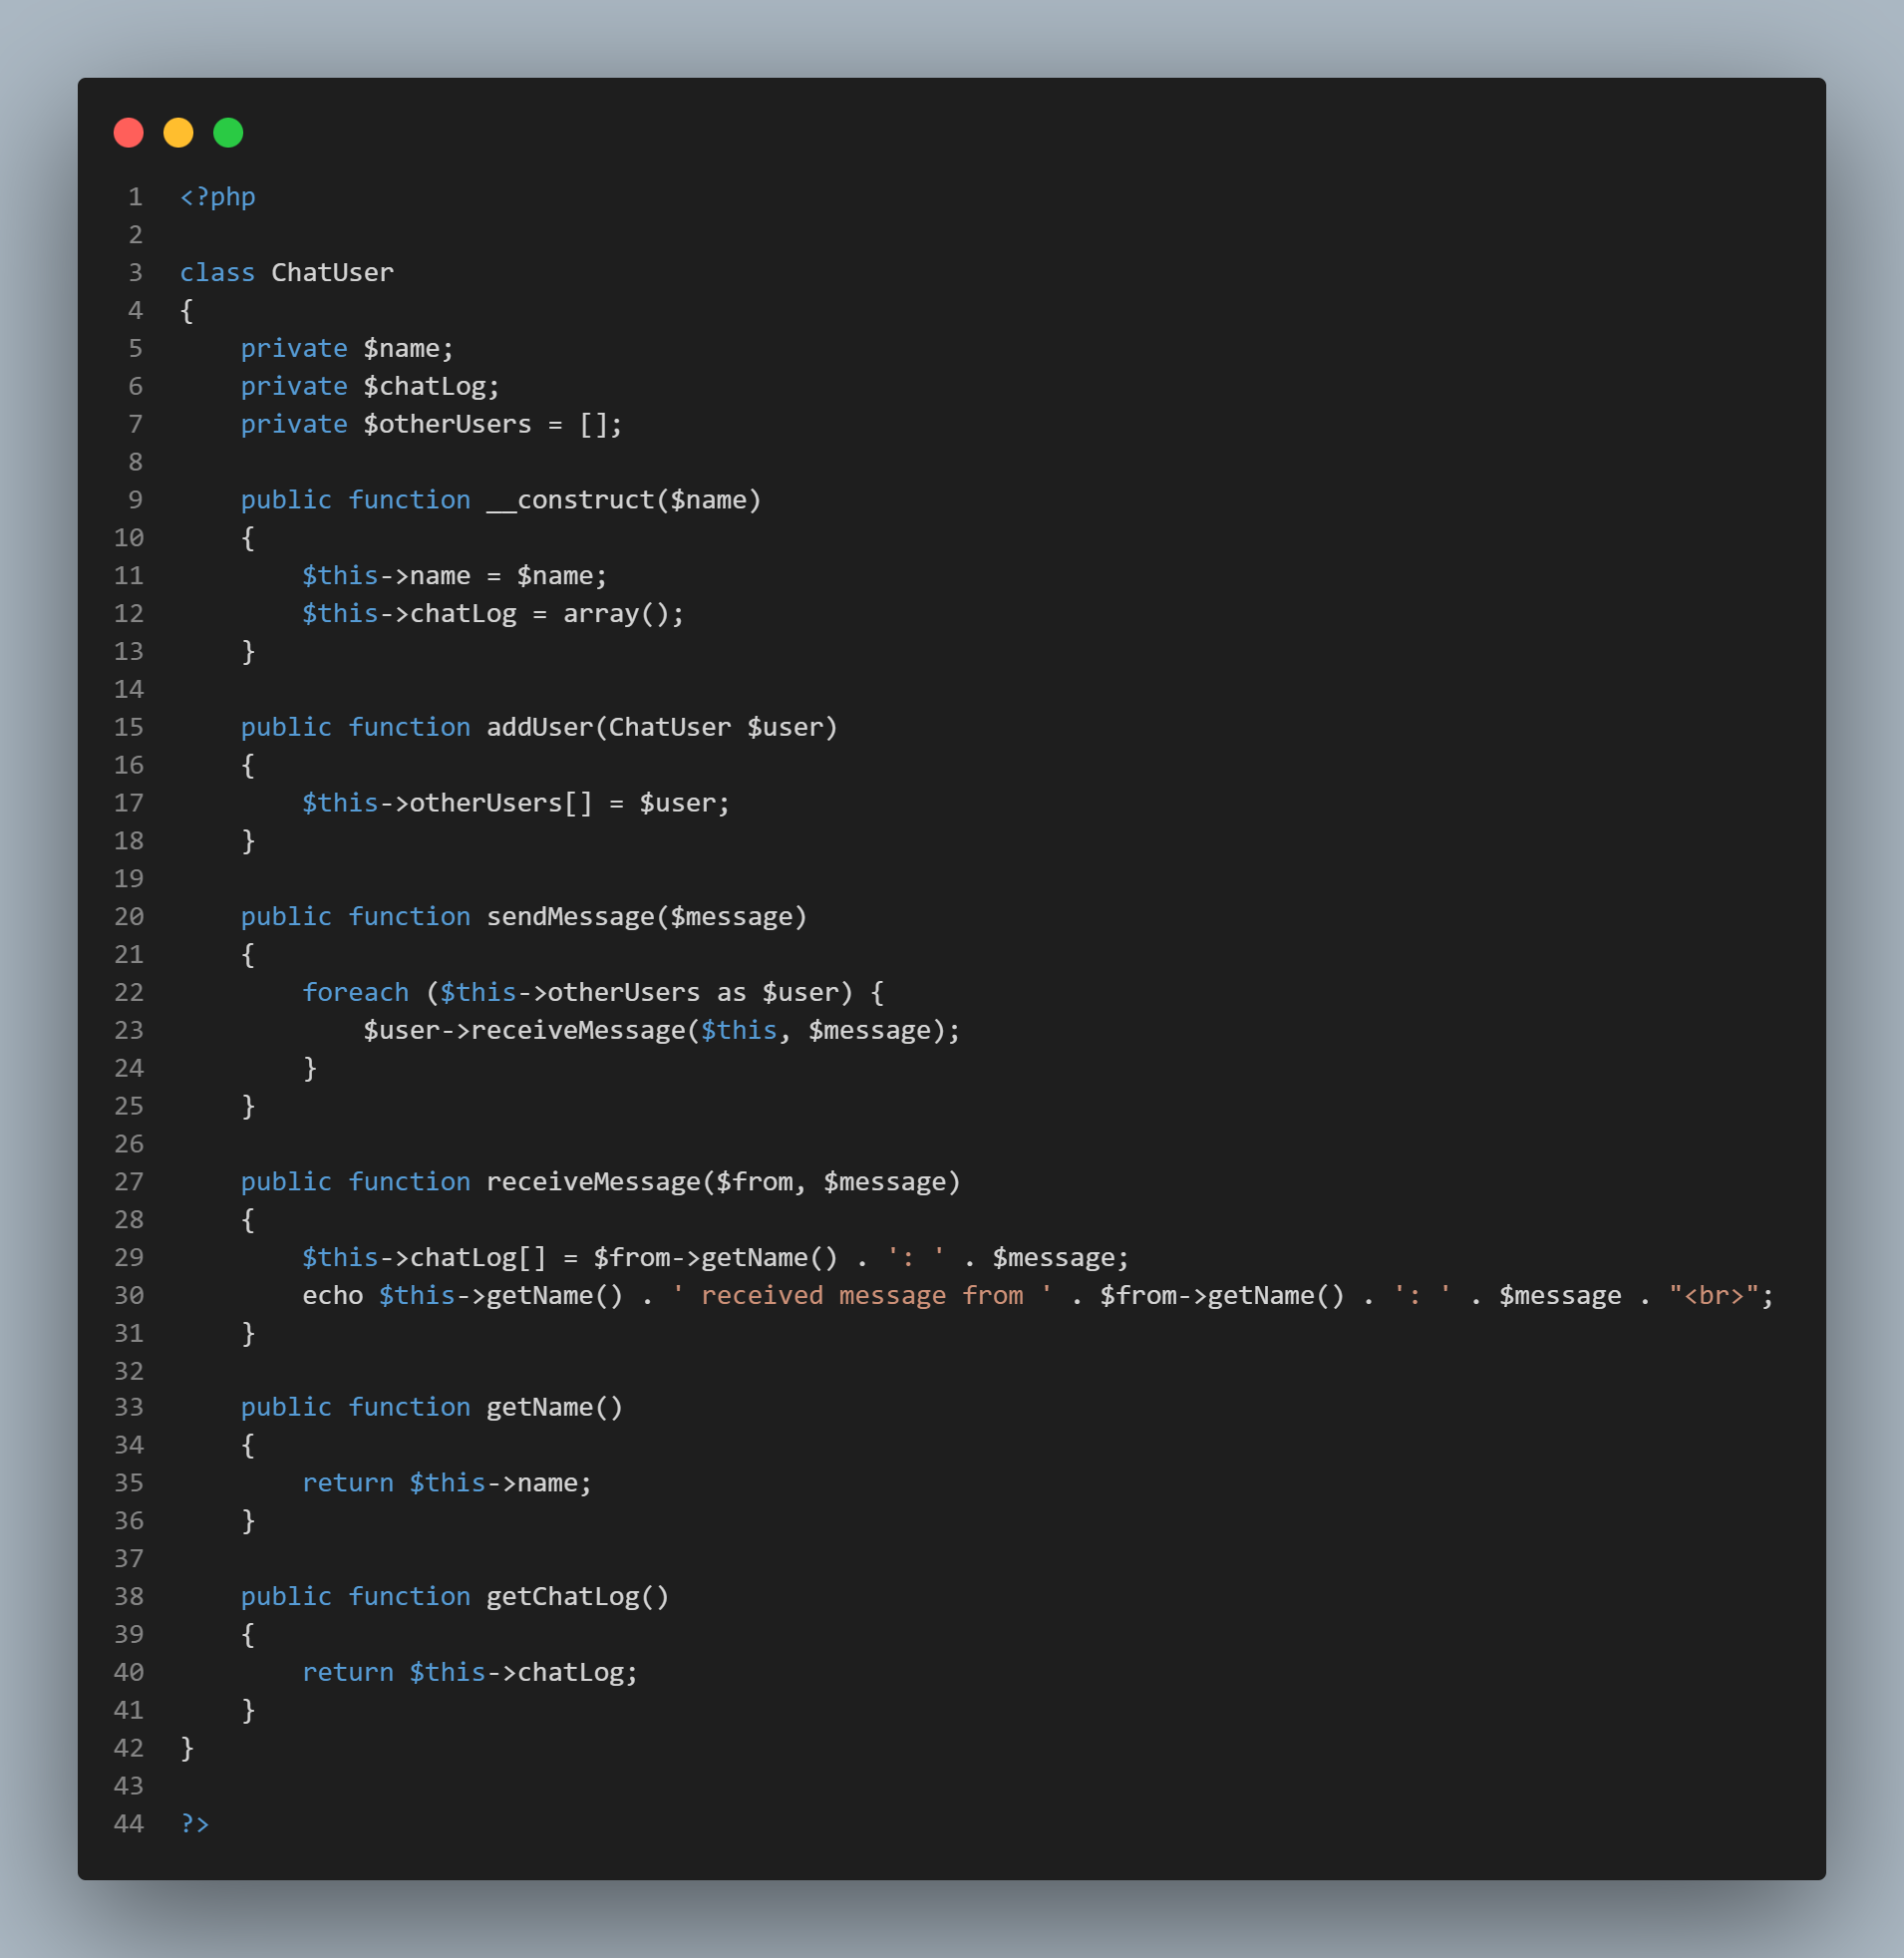 1 <?php
2
3 class ChatUser
4 {
5     private $name;
6     private $chatLog;
7     private $otherUsers = [];
8
9     public function __construct($name)
10     {
11         $this->name = $name;
12         $this->chatLog = array();
13     }
14
15     public function addUser(ChatUser $user)
16     {
17         $this->otherUsers[] = $user;
18     }
19
20     public function sendMessage($message)
21     {
22         foreach ($this->otherUsers as $user) {
23             $user->receiveMessage($this, $message);
24         }
25     }
26
27     public function receiveMessage($from, $message)
28     {
29         $this->chatLog[] = $from->getName() . ': ' . $message;
30         echo $this->getName() . ' received message from ' . $from->getName() . ': ' . $message . "<br>";
31     }
32
33     public function getName()
34     {
35         return $this->name;
36     }
37
38     public function getChatLog()
39     {
40         return $this->chatLog;
41     }
42 }
43
44 ?>